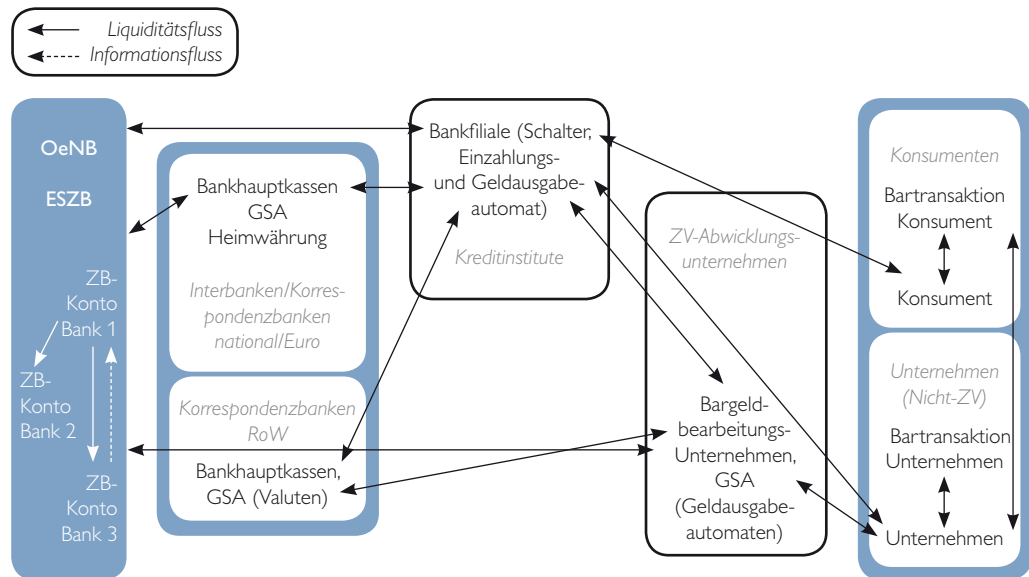 Liquiditätsfluss
Informationsfluss
OeNB
ESZB
ZB-
Konto
Bank 1
ZB-
Konto
Bank 2
ZB-
Konto
Bank 3
Bankhauptkassen
GSA
Heimwährung
Interbanken/Korres-
pondenzbanken
national/Euro
Korrespondenzbanken
RoW
Bankhauptkassen,
GSA (Valuten)
Bankfiliale (Schalter,
Einzahlungs-
und Geldausgabe-
automat)
Kreditinstitute
ZV-Abwicklungs-
unternehmen
Bargeld-
bearbeitungs-
Unternehmen,
GSA
(Geldausgabe-
automaten)
Konsumenten
Bartransaktion
Konsument
Konsument
Unternehmen
(Nicht-ZV)
Bartransaktion
Unternehmen
Unternehmen